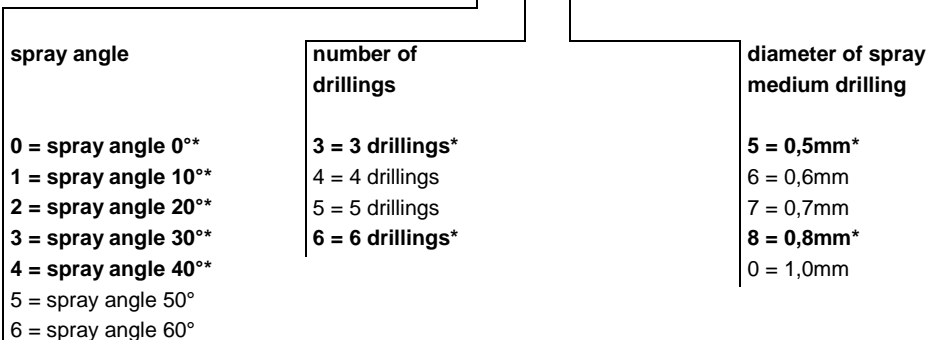 spray angle
number of
drillings
diameter of spray
medium drilling
0 = spray angle 0°*
1 = spray angle 10°*
2 = spray angle 20°*
3 = spray angle 30°*
4 = spray angle 40°*
5 = spray angle 50°
6 = spray angle 60°
3 = 3 drillings*
4 = 4 drillings
5 = 5 drillings
6 = 6 drillings*
5 = 0,5mm*
6 = 0,6mm
7 = 0,7mm
8 = 0,8mm*
0 = 1,0mm